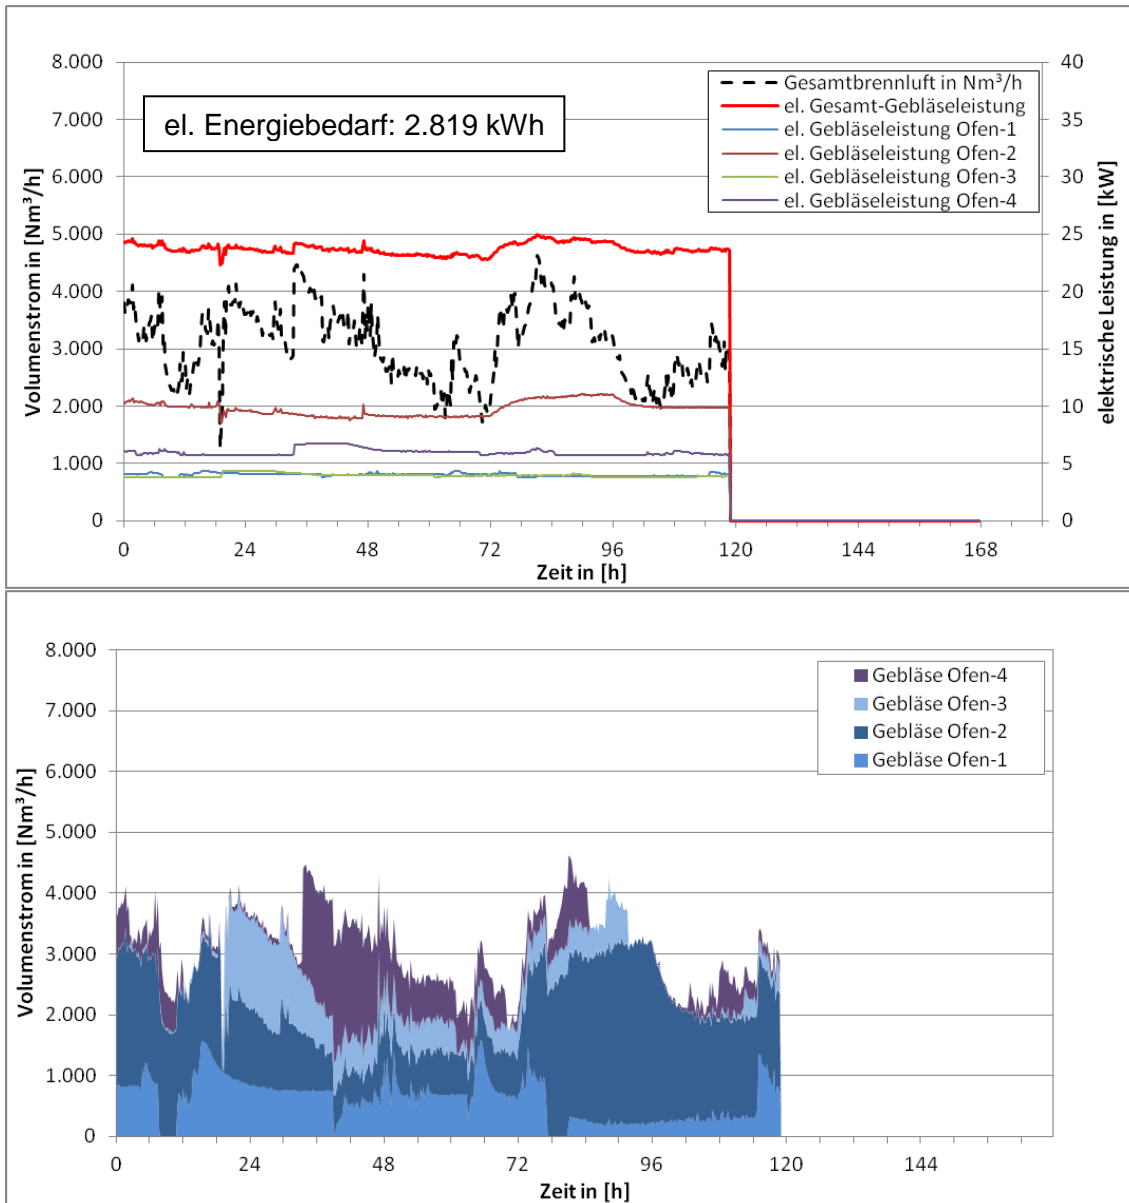 8.000
7.000
6.000
5.000
4.000
3.000
2.000
1.000
0
Volumenstrom in [Nm³/h]
el. Energiebedarf: 2.819 kWh
Gesamtbrennluft in Nm³/h
el. Gesamt-Gebläseleistung
el. Gebläseleistung Ofen-1
el. Gebläseleistung Ofen-2
el. Gebläseleistung Ofen-3
el. Gebläseleistung Ofen-4
40
35
30
25
20
15
10
5
0
elektrische Leistung in [kW]
0 24 48 72 96 120 144 168
Zeit in [h]
8.000
7.000
6.000
5.000
4.000
3.000
2.000
1.000
0
Volumenstrom in [Nm³/h]
Gebläse Ofen-4
Gebläse Ofen-3
Gebläse Ofen-2
Gebläse Ofen-1
0 24 48 72 96 120 144
Zeit in [h]